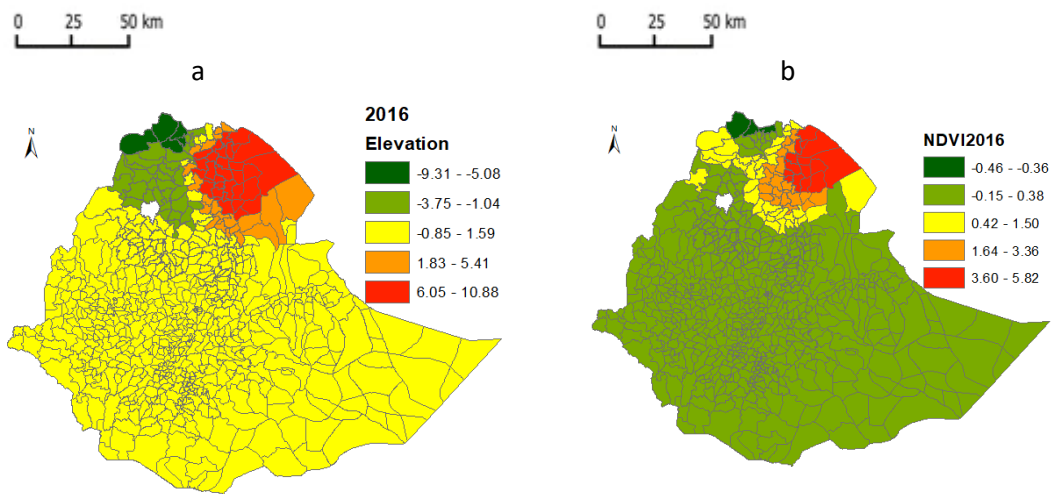 0 25 50 km
a
N
2016
Elevation
-9.31 - -5.08
-3.75 - -1.04
-0.85 - 1.59
1.83 - 5.41
6.05 - 10.88
0 25 50 km
b
N
NDVI2016
-0.46 - -0.36
-0.15 - 0.38
0.42 - 1.50
1.64 - 3.36
3.60 - 5.82